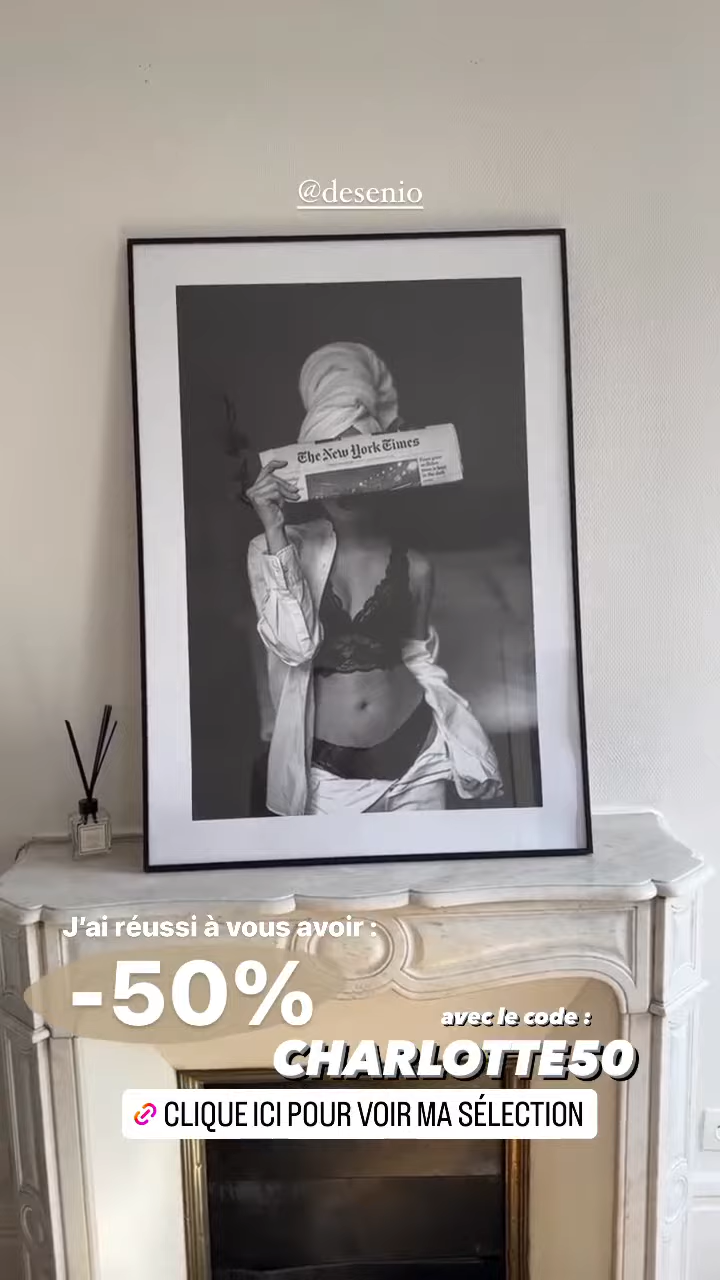 @desenio
The New York Times
J'ai réussi à vous avoir :
-50%
avec le code :
CHARLOTTE50
CLIQUE ICI POUR VOIR MA SÉLECTION